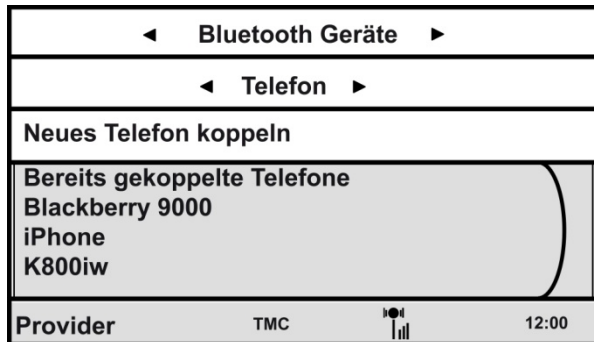 Bluetooth Geräte
Telefon
Neues Telefon koppeln
Bereits gekoppelte Telefone
Blackberry 9000
iPhone
K800iw
Provider TMC 12:00